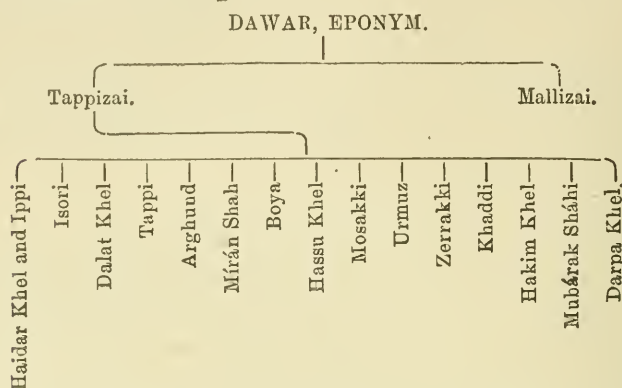 DAWAR, EPONYM.
Tappizai.
Mallizai.
Haidar Khel and Ippi
Isori
Dalat Khel
Tappi
Arghund
Mírán Shah
Boya
Hassu Khel
Mosakki
Urmuz
Zerrakki
Khaddi
Hakim Khel
Mubárak Sháhi
Darpa Khel.